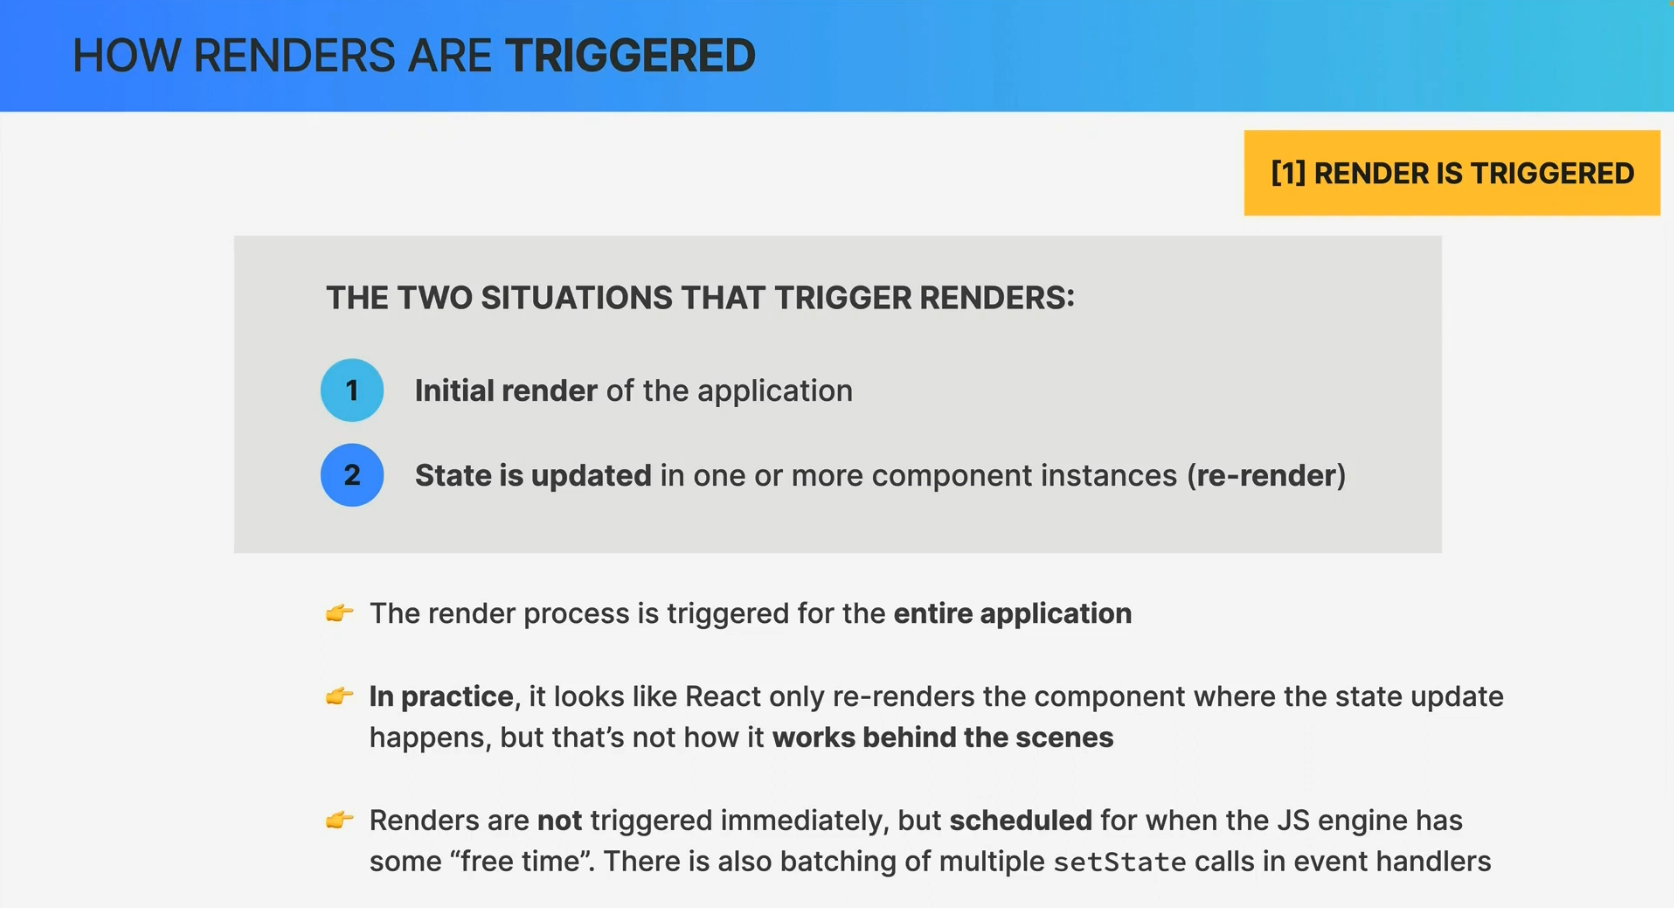 HOW RENDERS ARE TRIGGERED
[1] RENDER IS TRIGGERED
THE TWO SITUATIONS THAT TRIGGER RENDERS:
1 Initial render of the application
2 State is updated in one or more component instances (re-render)
👉 The render process is triggered for the entire application
👉 In practice, it looks like React only re-renders the component where the state update
happens, but that’s not how it works behind the scenes
👉 Renders are not triggered immediately, but scheduled for when the JS engine has
some “free time”. There is also batching of multiple setState calls in event handlers